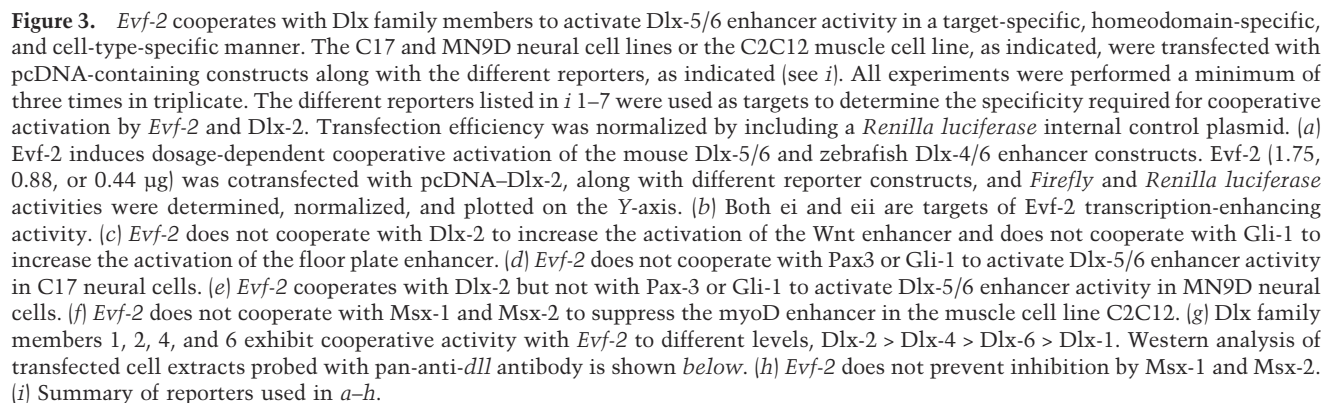 Figure 3. Evf-2 cooperates with Dlx family members to activate Dlx-5/6 enhancer activity in a target-specific, homeodomain-specific,
and cell-type-specific manner. The C17 and MN9D neural cell lines or the C2C12 muscle cell line, as indicated, were transfected with
pcDNA-containing constructs along with the different reporters, as indicated (see i). All experiments were performed a minimum of
three times in triplicate. The different reporters listed in i 1–7 were used as targets to determine the specificity required for cooperative
activation by Evf-2 and Dlx-2. Transfection efficiency was normalized by including a Renilla luciferase internal control plasmid. (a)
Evf-2 induces dosage-dependent cooperative activation of the mouse Dlx-5/6 and zebrafish Dlx-4/6 enhancer constructs. Evf-2 (1.75,
0.88, or 0.44 µg) was cotransfected with pcDNA–Dlx-2, along with different reporter constructs, and Firefly and Renilla luciferase
activities were determined, normalized, and plotted on the Y-axis. (b) Both ei and eii are targets of Evf-2 transcription-enhancing
activity. (c) Evf-2 does not cooperate with Dlx-2 to increase the activation of the Wnt enhancer and does not cooperate with Gli-1 to
increase the activation of the floor plate enhancer. (d) Evf-2 does not cooperate with Pax3 or Gli-1 to activate Dlx-5/6 enhancer activity
in C17 neural cells. (e) Evf-2 cooperates with Dlx-2 but not with Pax-3 or Gli-1 to activate Dlx-5/6 enhancer activity in MN9D neural
cells. (f) Evf-2 does not cooperate with Msx-1 and Msx-2 to suppress the myoD enhancer in the muscle cell line C2C12. (g) Dlx family
members 1, 2, 4, and 6 exhibit cooperative activity with Evf-2 to different levels, Dlx-2 > Dlx-4 > Dlx-6 > Dlx-1. Western analysis of
transfected cell extracts probed with pan-anti-dll antibody is shown below. (h) Evf-2 does not prevent inhibition by Msx-1 and Msx-2.
(i) Summary of reporters used in a–h.